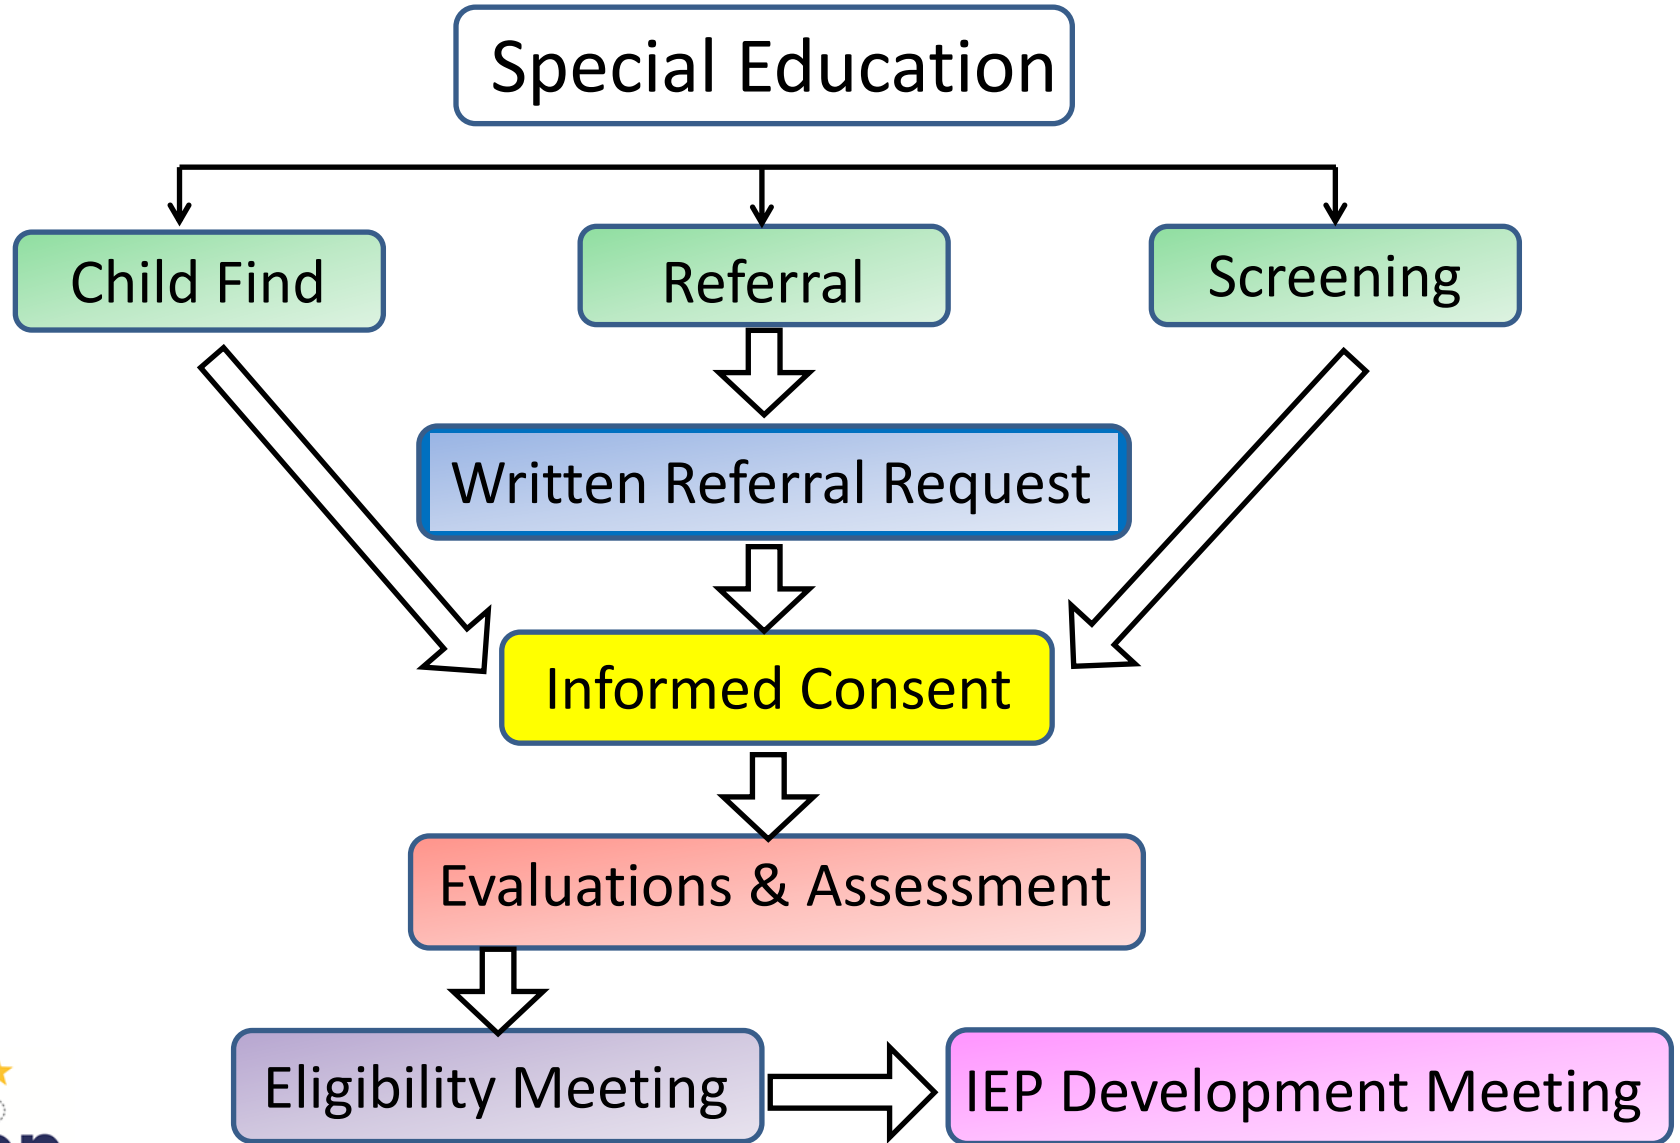 Special Education
Child Find
Referral
Screening
Written Referral Request
Informed Consent
Evaluations & Assessment
Eligibility Meeting
IEP Development Meeting